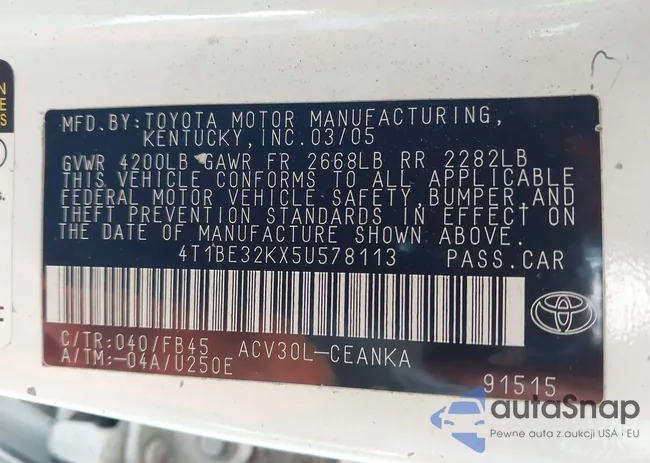 MFD.BY:TOYOTA MOTOR MANUFACTURING,
KENTUCKY,INC.03/05
GVWR 4200LB GAWR FR 2668LB RR 2282LB
THIS VEHICLE CONFORMS TO ALL APPLICABLE
FEDERAL MOTOR VEHICLE SAFETY,BUMPER,AND
THEFT PREVENTION STANDARDS IN EFFECT ON
THE DATE OF MANUFACTURE SHOWN ABOVE.
4T1BE32KX5U578113 PASS.CAR
C/TR:040/FB45 ACV30L-CEANKA
A/TM:-04A/U250E
91515
autaSnap
Pewne auta z aukcji USA i EU